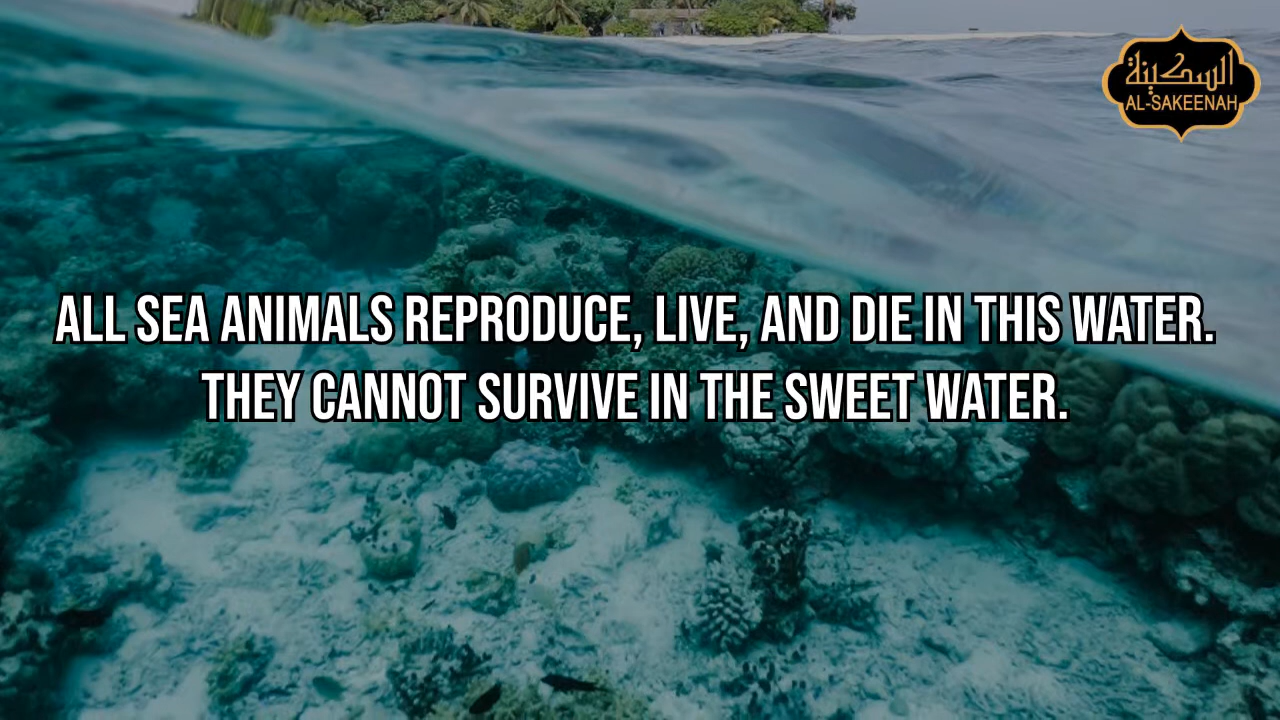 السكينة
AL-SAKEENAH
ALL SEA ANIMALS REPRODUCE, LIVE, AND DIE IN THIS WATER.
THEY CANNOT SURVIVE IN THE SWEET WATER.